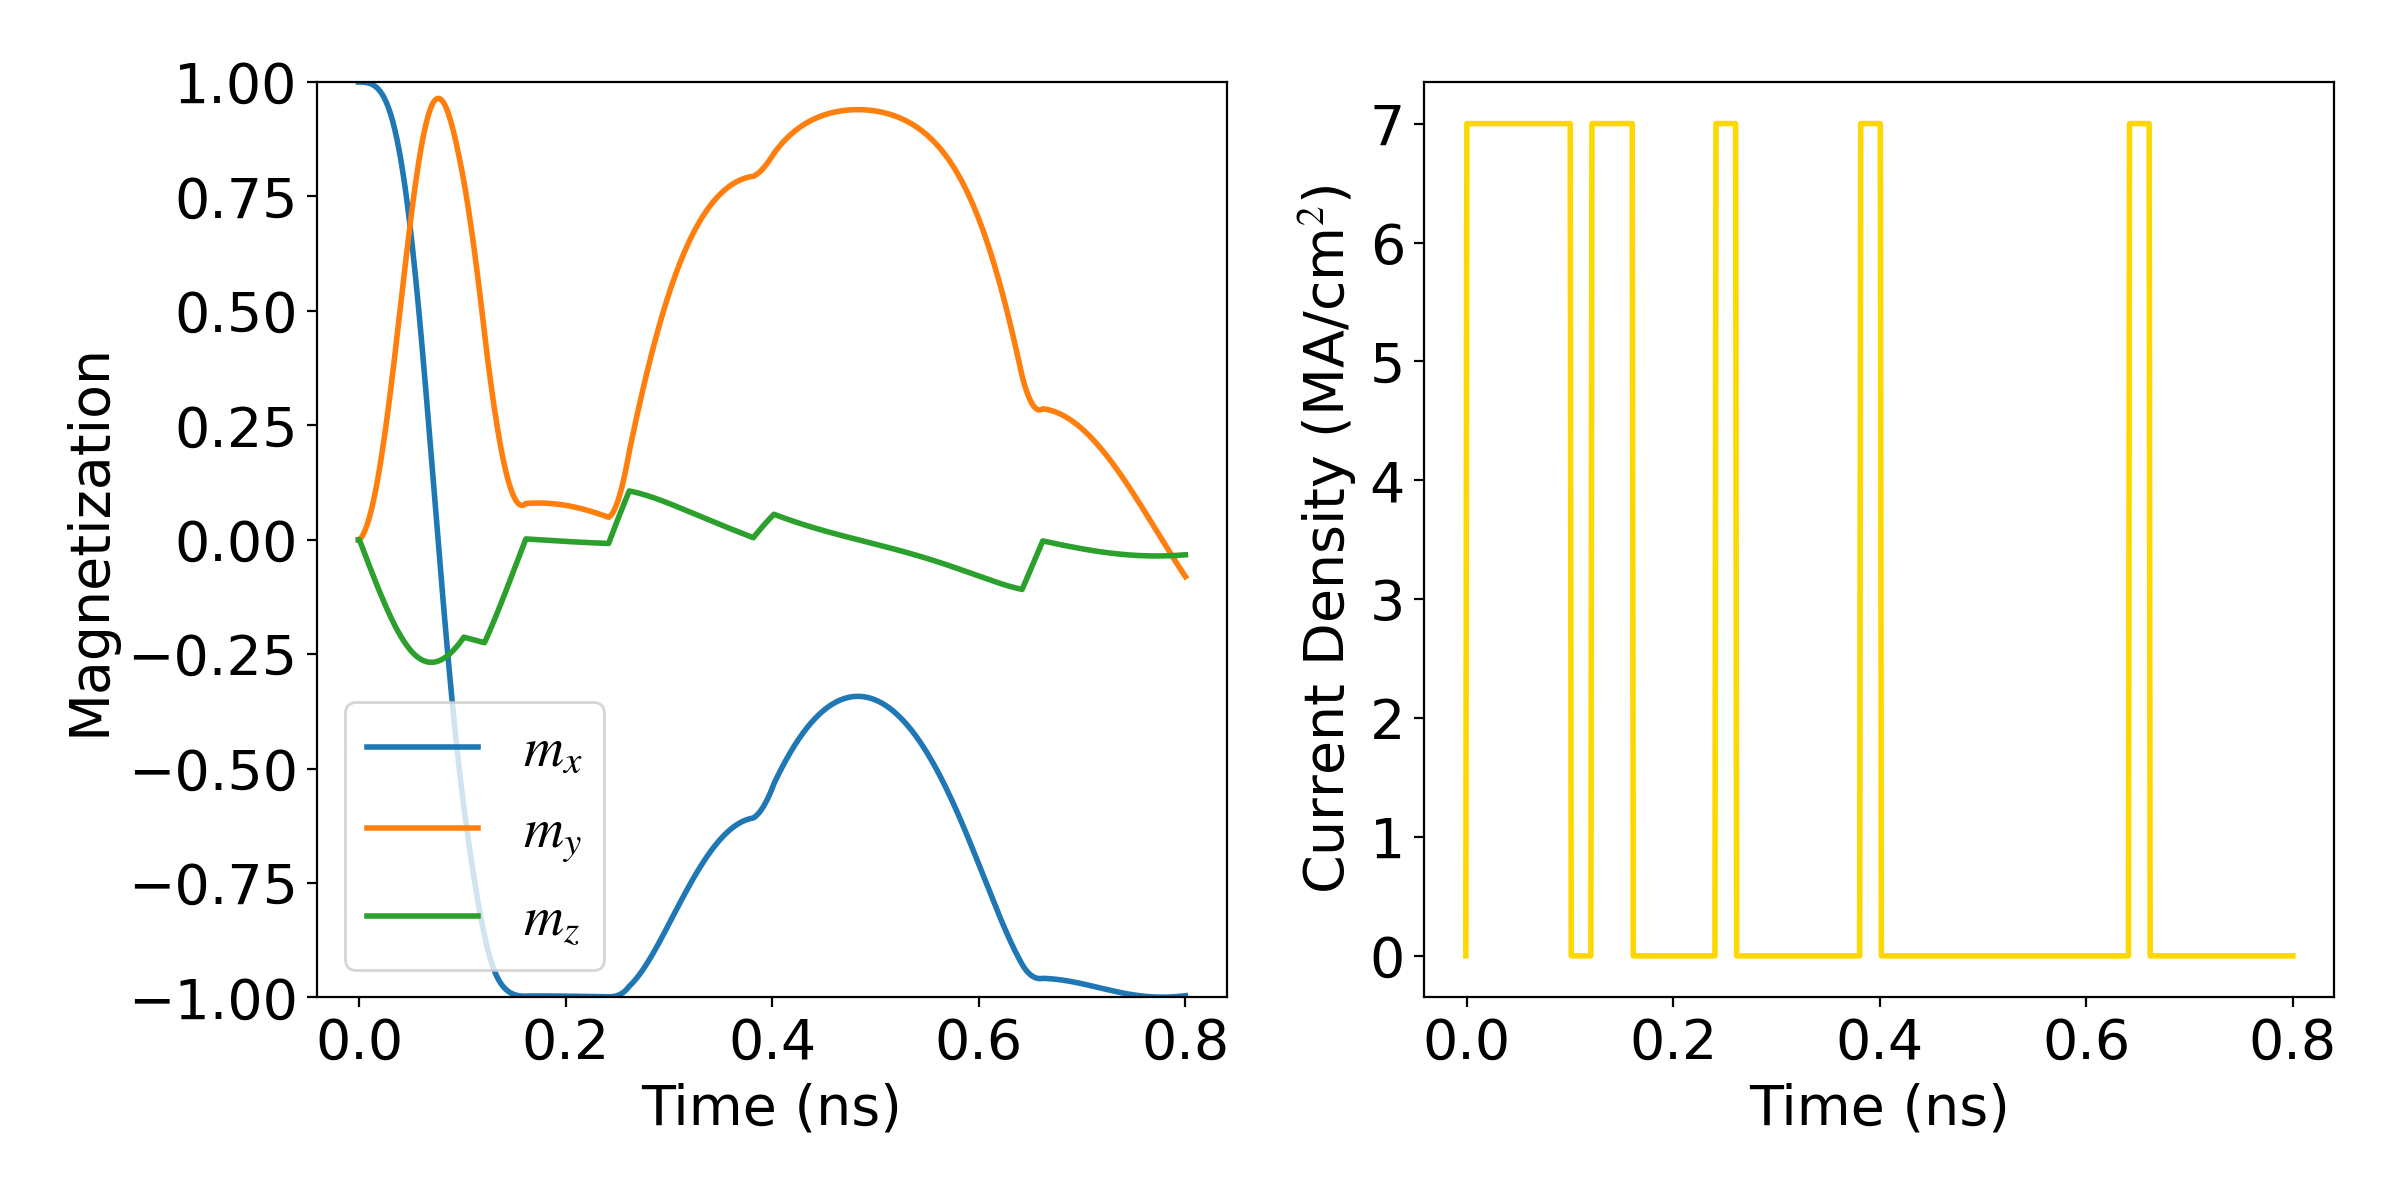 1.00
0.75
0.50
0.25
0.00
−0.25
−0.50
−0.75
−1.00
Magnetization
m_x
m_y
m_z
0.0 0.2 0.4 0.6 0.8
Time (ns)
7
6
5
4
3
2
1
0
Current Density (MA/cm²)
0.0 0.2 0.4 0.6 0.8
Time (ns)